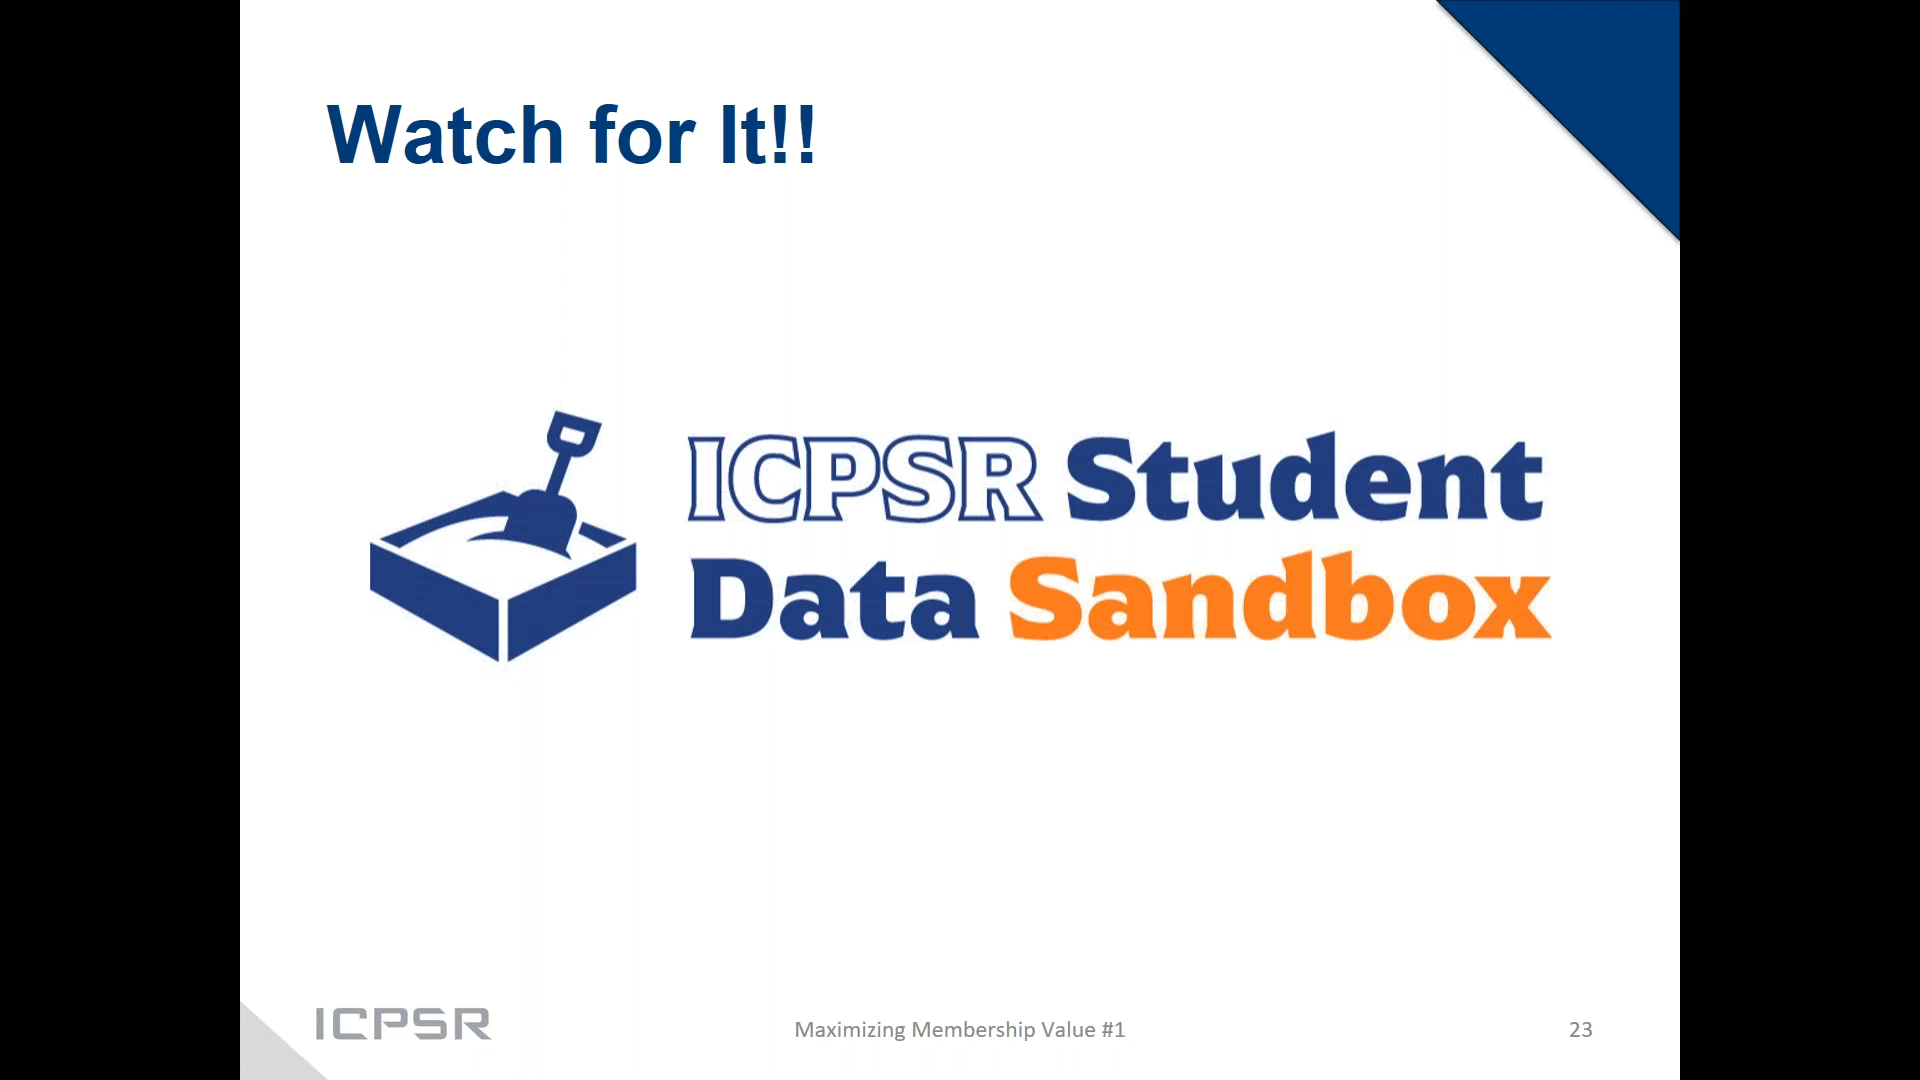 Watch for It!!
ICPSR Student
Data Sandbox
ICPSR
Maximizing Membership Value #1
23